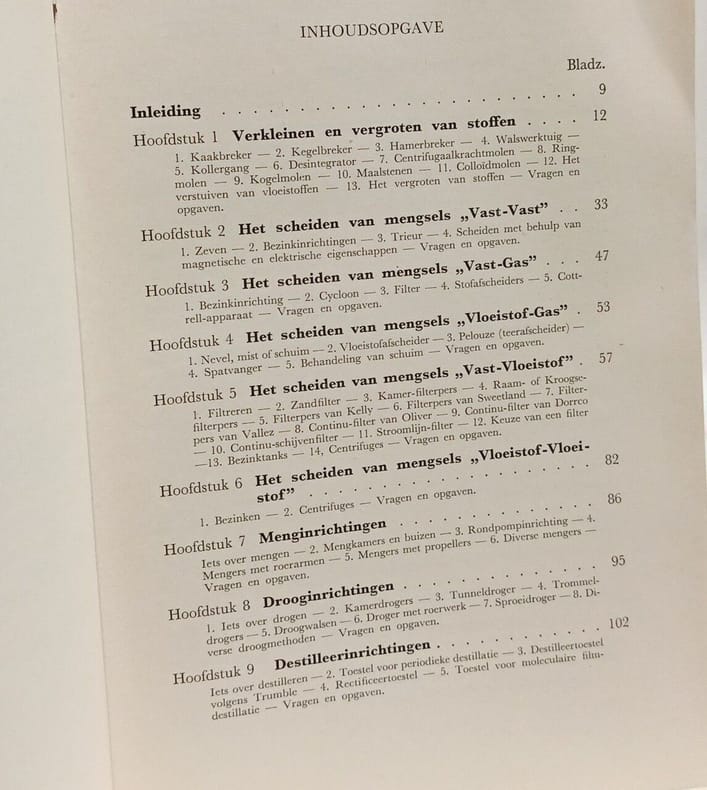 INHOUDSOPGAVE
Bladz.
Inleiding . . . . . . . . . . . . . . . . . . . . . . . 9
Hoofdstuk 1 Verkleinen en vergroten van stoffen . . . . 12
1. Kaakbreker — 2. Kegelbreker — 3. Hamerbreker — 4. Walswerktuig —
5. Kollergang — 6. Desintegrator — 7. Centrifugaalkrachtmolen — 8. Ring-
molen — 9. Kogelmolen — 10. Maalstenen — 11. Colloïdmolen — 12. Het
verstuiven van vloeistoffen — 13. Het vergroten van stoffen — Vragen en
opgaven.
Hoofdstuk 2 Het scheiden van mengsels „Vast-Vast” . . 33
1. Zeven — 2. Bezinkinrichtingen — 3. Trieur — 4. Scheiden met behulp van
magnetische en elektrische eigenschappen — Vragen en opgaven.
Hoofdstuk 3 Het scheiden van mengsels „Vast-Gas” . . . 47
1. Bezinkinrichting — 2. Cycloon — 3. Filter — 4. Stofafscheiders — 5. Cott-
rell-apparaat — Vragen en opgaven.
Hoofdstuk 4 Het scheiden van mengsels „Vloeistof-Gas” . 53
1. Nevel, mist of schuim — 2. Vloeistofafscheider — 3. Pelouze (teerafscheider) —
4. Spatvanger — 5. Behandeling van schuim — Vragen en opgaven.
Hoofdstuk 5 Het scheiden van mengsels „Vast-Vloeistof” . 57
1. Filtreren — 2. Zandfilter — 3. Kamer-filterpers — 4. Raam- of Kroogse-
filterpers — 5. Filterpers van Kelly — 6. Filterpers van Sweetland — 7. Filter-
pers van Vallez — 8. Continu-filter van Oliver — 9. Continu-filter van Dorrco
— 10. Continu-schijvenfilter — 11. Stroomlijn-filter — 12. Keuze van een filter
—13. Bezinktanks — 14, Centrifuges — Vragen en opgaven.
Hoofdstuk 6 Het scheiden van mengsels „Vloeistof-Vloei-
stof” . . . . . . . . . . . . . . . . . . 82
1. Bezinken — 2. Centrifuges — Vragen en opgaven.
Hoofdstuk 7 Menginrichtingen . . . . . . . . . . . . . 86
Iets over mengen — 2. Mengkamers en buizen — 3. Rondpompinrichting — 4.
Mengers met roerarmen — 5. Mengers met propellers — 6. Diverse mengers —
Vragen en opgaven.
Hoofdstuk 8 Drooginrichtingen . . . . . . . . . . . . . 95
1. Iets over drogen — 2. Kamerdrogers — 3. Tunneldroger — 4. Trommel-
drogers — 5. Droogwalsen — 6. Droger met roerwerk — 7. Sproeidroger — 8. Di-
verse droogmethoden — Vragen en opgaven.
Hoofdstuk 9 Destilleerinrichtingen . . . . . . . . . . . 102
Iets over destilleren — 2. Toestel voor periodieke destillatie — 3. Destilleertoestel
volgens Trumble — 4. Rectificeertoestel — 5. Toestel voor moleculaire film-
destillatie — Vragen en opgaven.